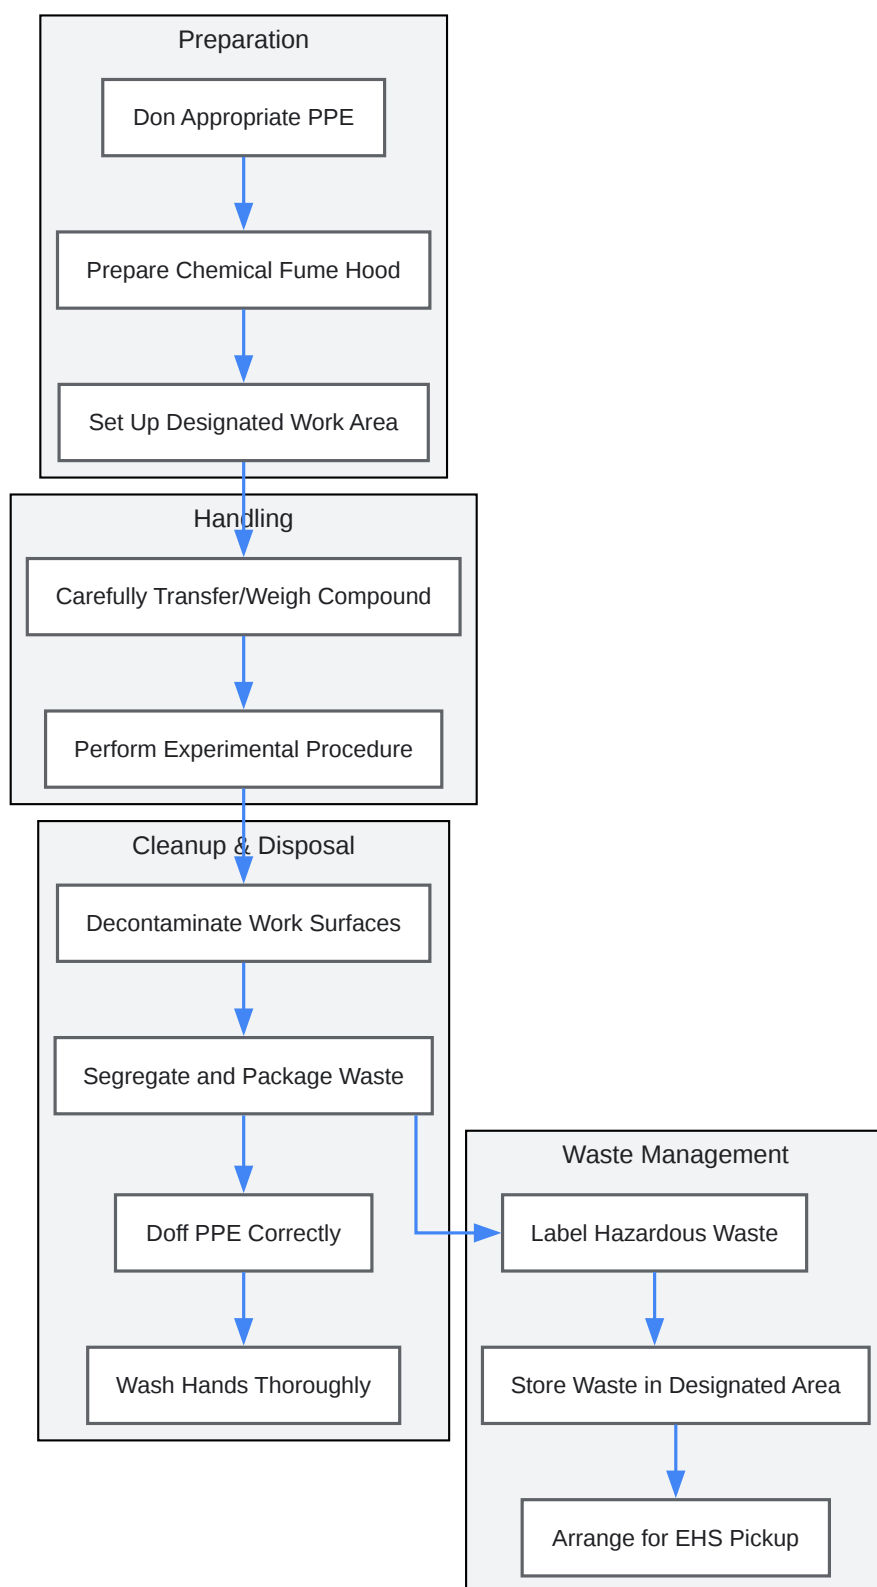 Preparation
Don Appropriate PPE
Prepare Chemical Fume Hood
Set Up Designated Work Area
Handling
Carefully Transfer/Weigh Compound
Perform Experimental Procedure
Cleanup & Disposal
Decontaminate Work Surfaces
Segregate and Package Waste
Doff PPE Correctly
Wash Hands Thoroughly
Waste Management
Label Hazardous Waste
Store Waste in Designated Area
Arrange for EHS Pickup